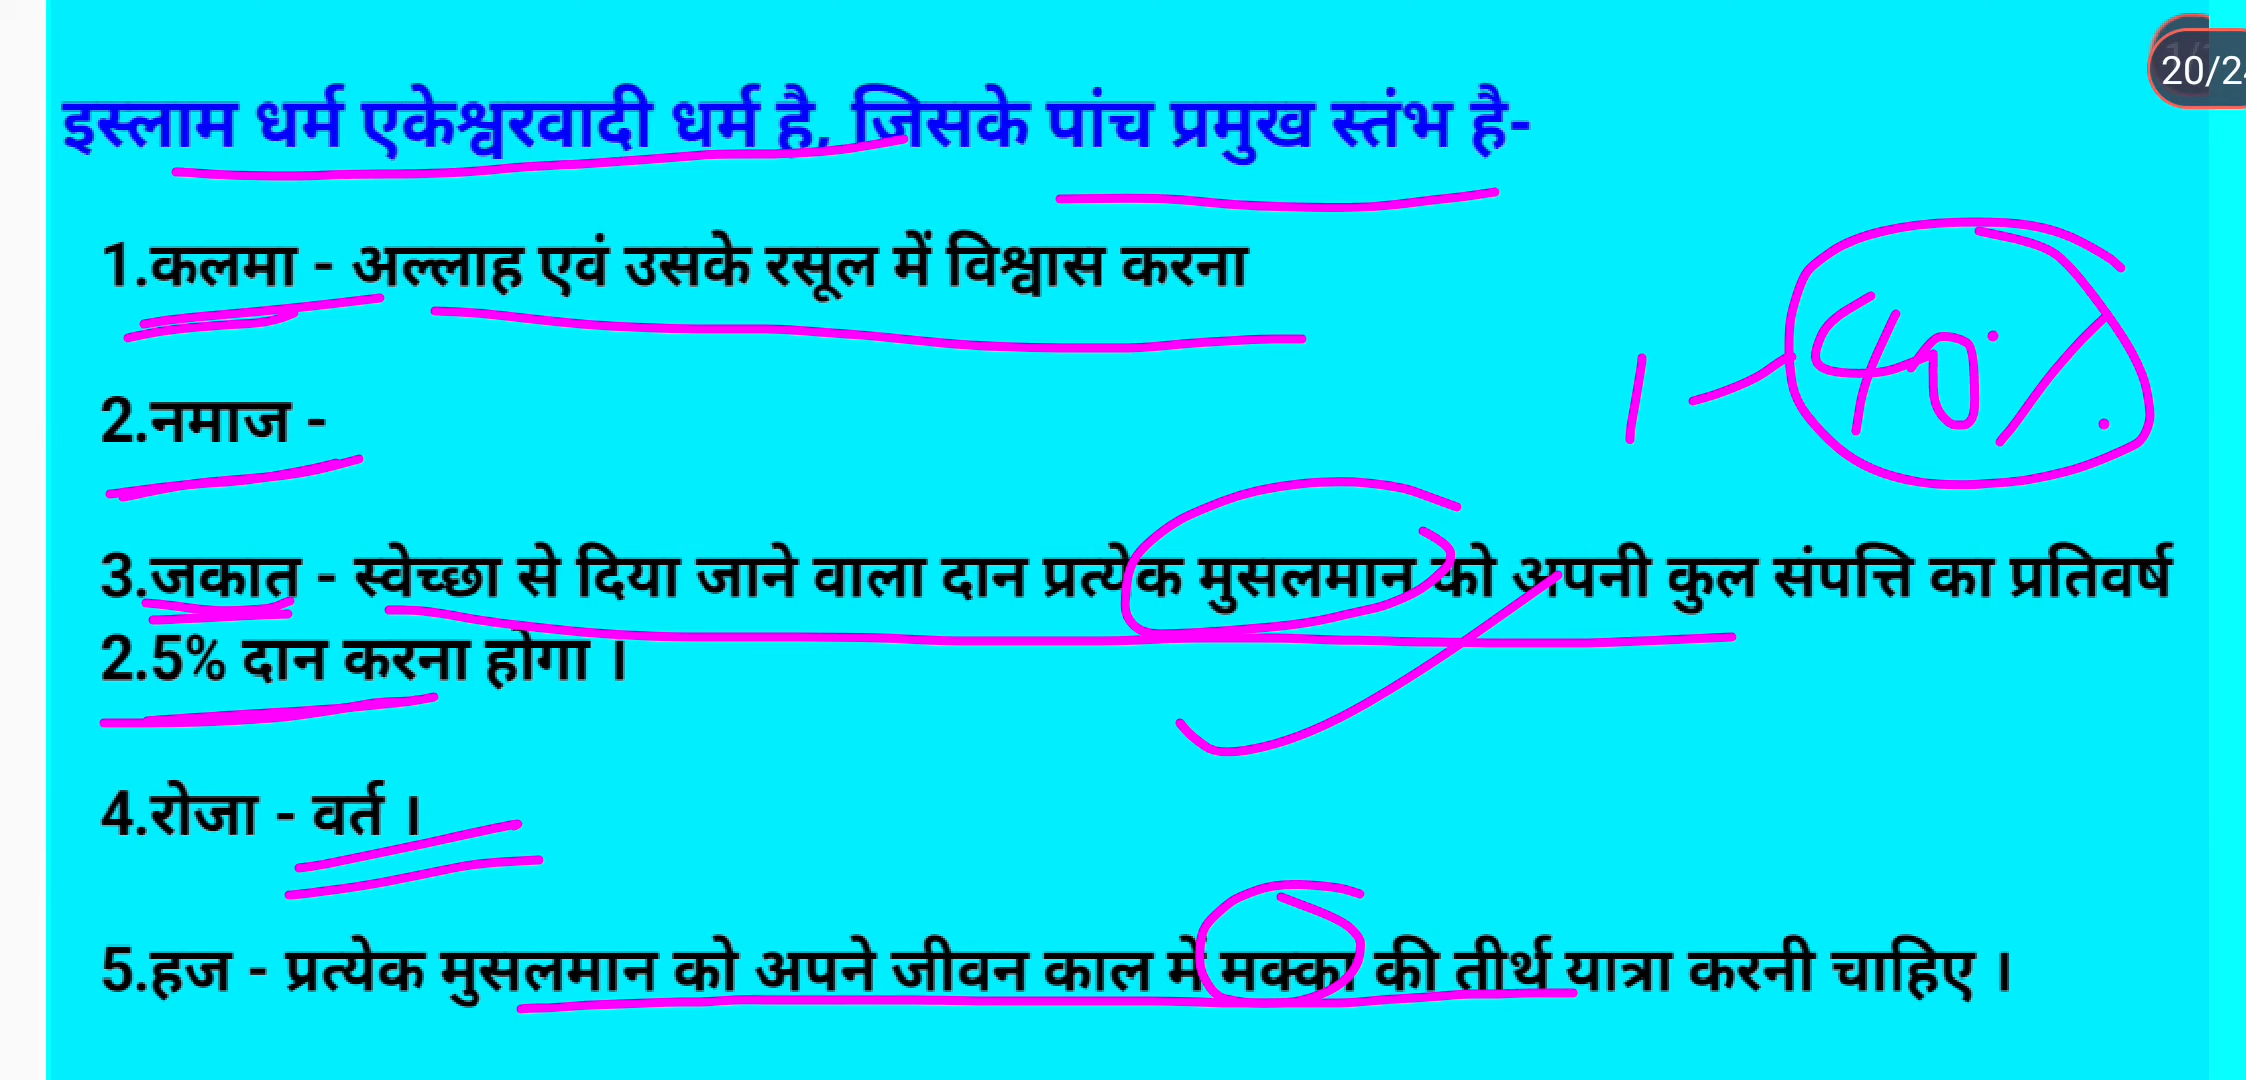 20/2
इस्लाम धर्म एकेश्वरवादी धर्म है, जिसके पांच प्रमुख स्तंभ है-
1.कलमा - अल्लाह एवं उसके रसूल में विश्वास करना
1 - 40%
2.नमाज -
3.जकात - स्वेच्छा से दिया जाने वाला दान प्रत्येक मुसलमान को अपनी कुल संपत्ति का प्रतिवर्ष
2.5% दान करना होगा ।
4.रोजा - वर्त ।
5.हज - प्रत्येक मुसलमान को अपने जीवन काल में मक्का की तीर्थ यात्रा करनी चाहिए ।